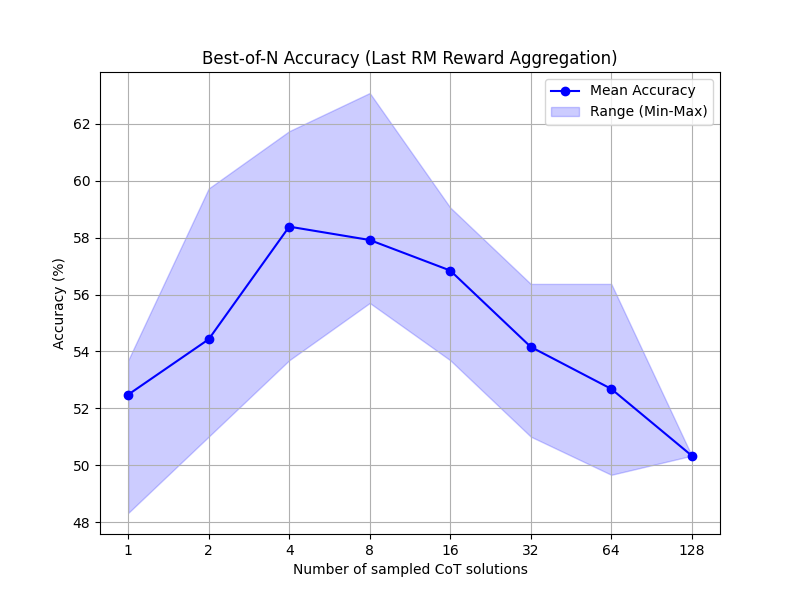 Best-of-N Accuracy (Last RM Reward Aggregation)
Mean Accuracy
Range (Min-Max)
Accuracy (%)
62
60
58
56
54
52
50
48
1 2 4 8 16 32 64 128
Number of sampled CoT solutions